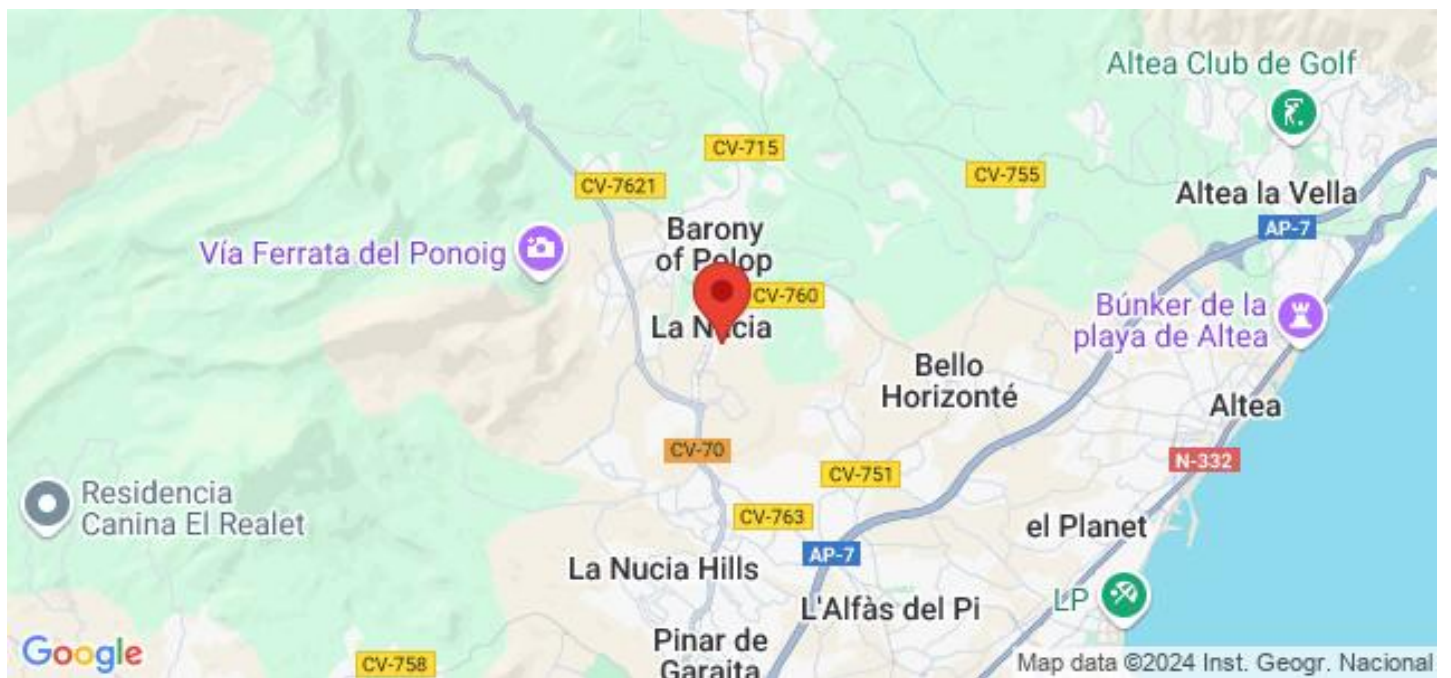 Altea Club de Golf
CV-715
CV-755
CV-7621
Altea la Vella
Barony
of Polop
AP-7
Vía Ferrata del Ponoig
CV-760
Búnker de la
playa de Altea
La Nucia
Bello
Horizonté
Altea
CV-70
N-332
CV-751
Residencia
Canina El Realet
CV-763
el Planet
AP-7
La Nucia Hills
LP
L'Alfàs del Pi
Pinar de
Garaita
Google
CV-758
Map data ©2024 Inst. Geogr. Nacional